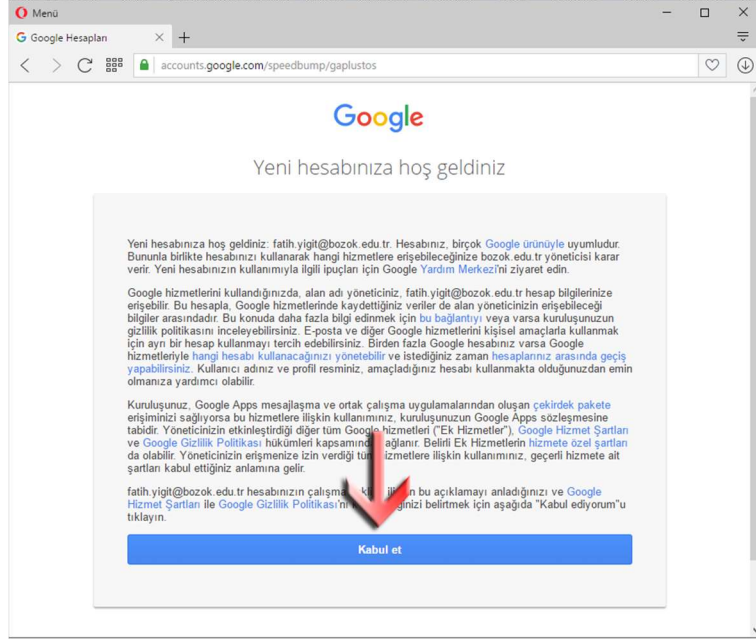 Menü
Google Hesapları
accounts.google.com/speedbump/gaplustos
Google
Yeni hesabınıza hoş geldiniz
Yeni hesabınıza hoş geldiniz: fatih.yigit@bozok.edu.tr. Hesabınız, birçok Google ürünüyle uyumludur.
Bununla birlikte hesabınızı kullanarak hangi hizmetlere erişebileceğinize bozok.edu.tr yöneticisi karar
verir. Yeni hesabınızın kullanımıyla ilgili ipuçları için Google Yardım Merkezi'ni ziyaret edin.
Google hizmetlerini kullandığınızda, alan adı yöneticiniz, fatih.yigit@bozok.edu.tr hesap bilgilerinize
erişebilir. Bu hesapla, Google hizmetlerinde kaydettiğiniz veriler de alan yöneticinizin erişebileceği
bilgiler arasındadır. Bu konuda daha fazla bilgi edinmek için bu bağlantıyı veya varsa kuruluşunuzun
gizlilik politikasını inceleyebilirsiniz. E-posta ve diğer Google hizmetlerini kişisel amaçlarla kullanmak
için ayrı bir hesap kullanmayı tercih edebilirsiniz. Birden fazla Google hesabınız varsa Google
hizmetleriyle hangi hesabı kullanacağınızı yönetebilir ve istediğiniz zaman hesaplarınız arasında geçiş
yapabilirsiniz. Kullanıcı adınız ve profil resminiz, amaçladığınız hesabı kullanmakta olduğunuzdan emin
olmanıza yardımcı olabilir.
Kuruluşunuz, Google Apps mesajlaşma ve ortak çalışma uygulamalarından oluşan çekirdek pakete
erişiminizi sağlıyorsa bu hizmetlere ilişkin kullanımınız, kuruluşunuzun Google Apps sözleşmesine
tabidir. Yöneticinizin etkinleştirdiği diğer tüm Google hizmetleri ("Ek Hizmetler"), Google Hizmet Şartları
ve Google Gizlilik Politikası hükümleri kapsamında sağlanır. Belirli Ek Hizmetlerin hizmete özel şartları
da olabilir. Yöneticinizin erişmenize izin verdiği tüm hizmetlere ilişkin kullanımınız, geçerli hizmete ait
şartları kabul ettiğiniz anlamına gelir.
fatih.yigit@bozok.edu.tr hesabınızın çalışma bu açıklamayı anladığınızı ve Google
Hizmet Şartları ile Google Gizlilik Politikası'nı belirtmek için aşağıda "Kabul ediyorum"u
tıklayın.
Kabul et